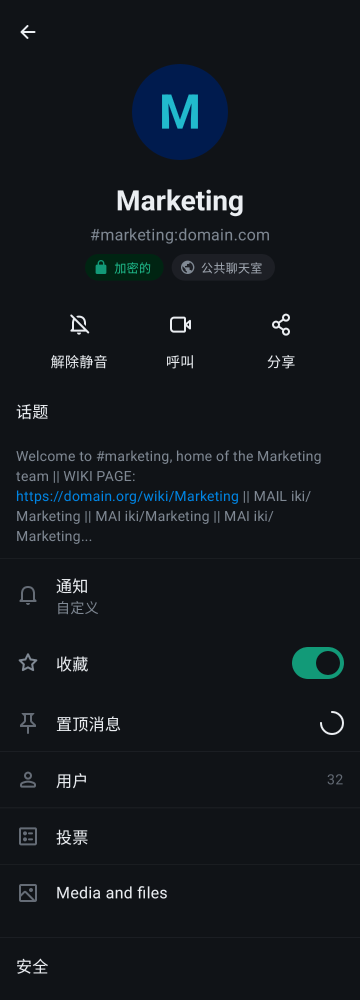 M
Marketing
#marketing:domain.com
加密的 公共聊天室
解除静音 呼叫 分享
话题
Welcome to #marketing, home of the Marketing
team || WIKI PAGE:
https://domain.org/wiki/Marketing || MAIL iki/
Marketing || MAI iki/Marketing || MAI iki/
Marketing...
通知
自定义
收藏
置顶消息
用户 32
投票
Media and files
安全